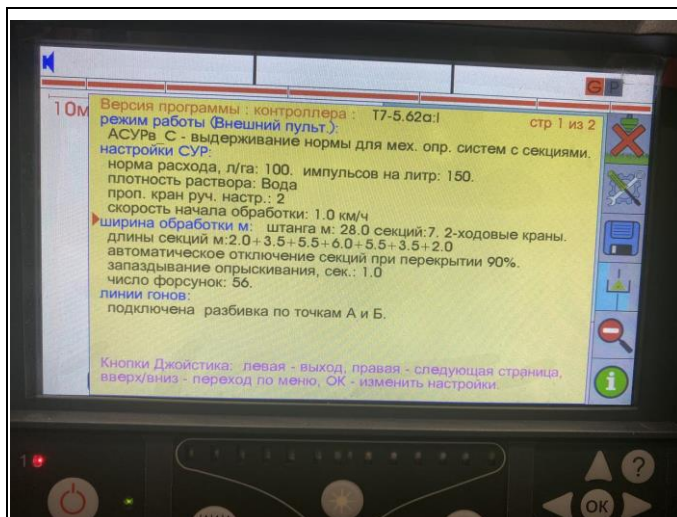 G P
10м
Версия программы : контроллера : T7-5.62а:I стр 1 из 2
режим работы (Внешний пульт.):
АСУРв_С - выдерживание нормы для мех. опр. систем с секциями.
настройки СУР:
норма расхода, л/га: 100. импульсов на литр: 150.
плотность раствора: Вода
проп. кран руч. настр.: 2
скорость начала обработки: 1.0 км/ч
ширина обработки м: штанга м: 28.0 секций:7. 2-ходовые краны.
длины секций м:2.0+3.5+5.5+6.0+5.5+3.5+2.0
автоматическое отключение секций при перекрытии 90%.
запаздывание опрыскивания, сек.: 1.0
число форсунок: 56.
линии гонов:
подключена разбивка по точкам А и Б.
Кнопки Джойстика: левая - выход, правая - следующая страница,
вверх/вниз - переход по меню, ОК - изменить настройки.
i
1
?
OK